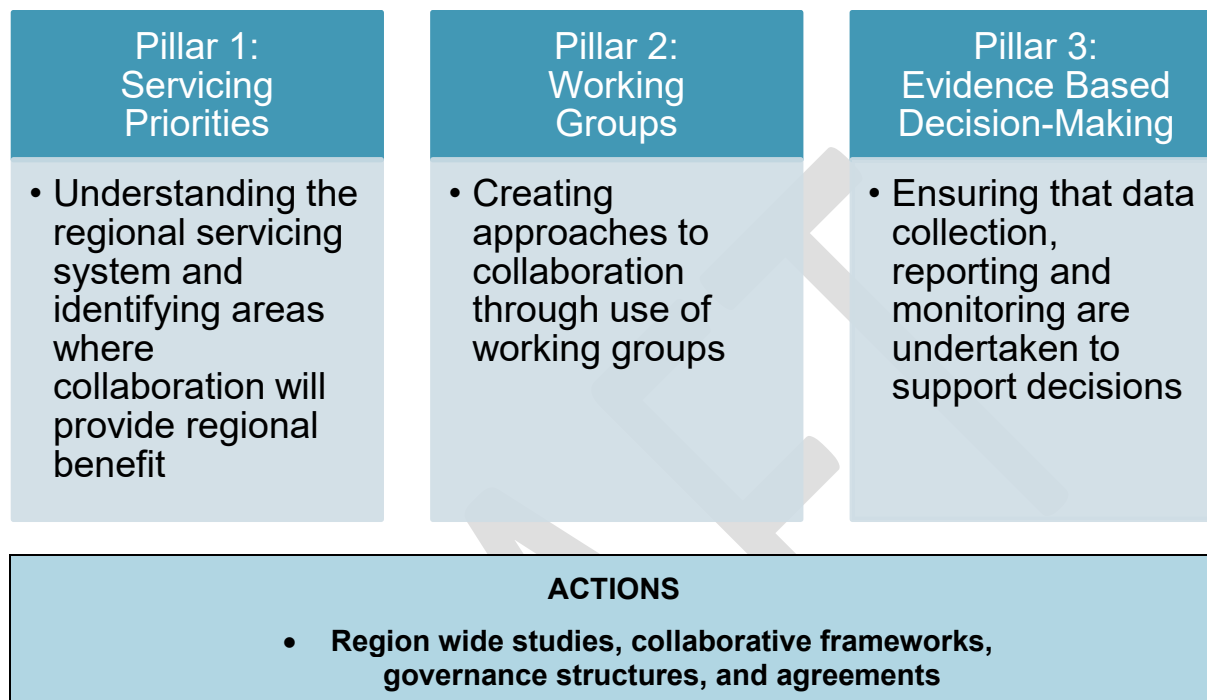 Pillar 1:
Servicing
Priorities
• Understanding the
regional servicing
system and
identifying areas
where
collaboration will
provide regional
benefit
Pillar 2:
Working
Groups
• Creating
approaches to
collaboration
through use of
working groups
Pillar 3:
Evidence Based
Decision-Making
• Ensuring that data
collection,
reporting and
monitoring are
undertaken to
support decisions
ACTIONS
• Region wide studies, collaborative frameworks,
governance structures, and agreements